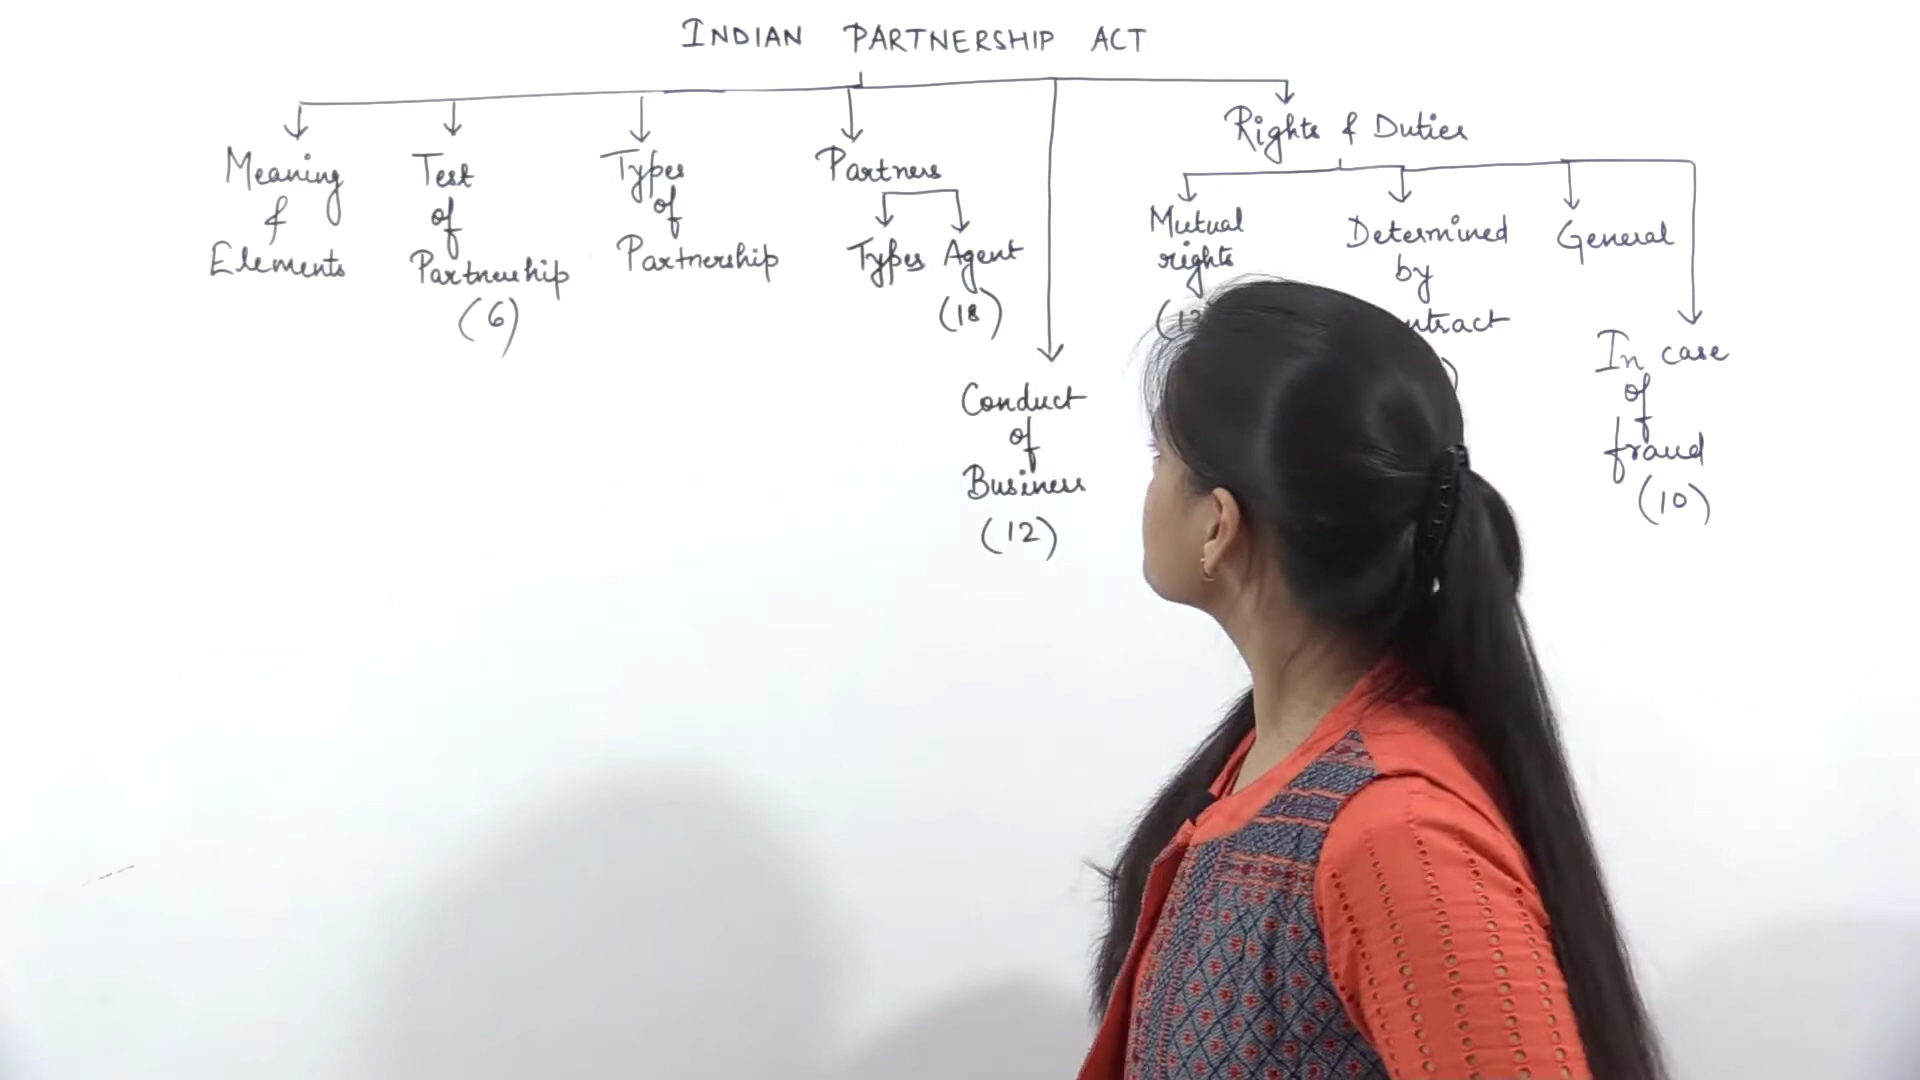 INDIAN PARTNERSHIP ACT
Meaning
&
Elements
Test
of
Partnership
(6)
Types
of
Partnership
Partners
Types Agent
(18)
Conduct
of
Business
(12)
Rights & Duties
Mutual
rights
Determined
by
General
In case
of
fraud
(10)